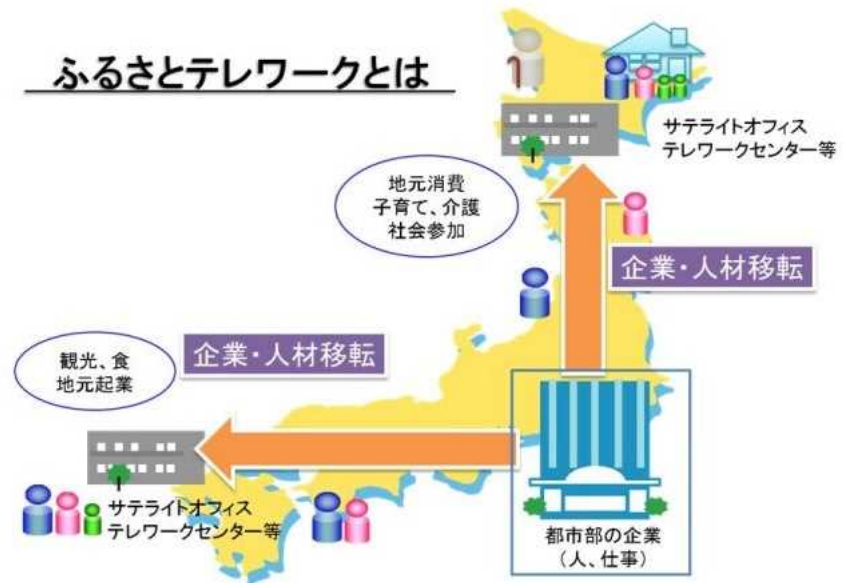 ふるさとテレワークとは
サテライトオフィス
テレワークセンター等
地元消費
子育て、介護
社会参加
企業・人材移転
企業・人材移転
観光、食
地元起業
サテライトオフィス
テレワークセンター等
都市部の企業
（人、仕事）